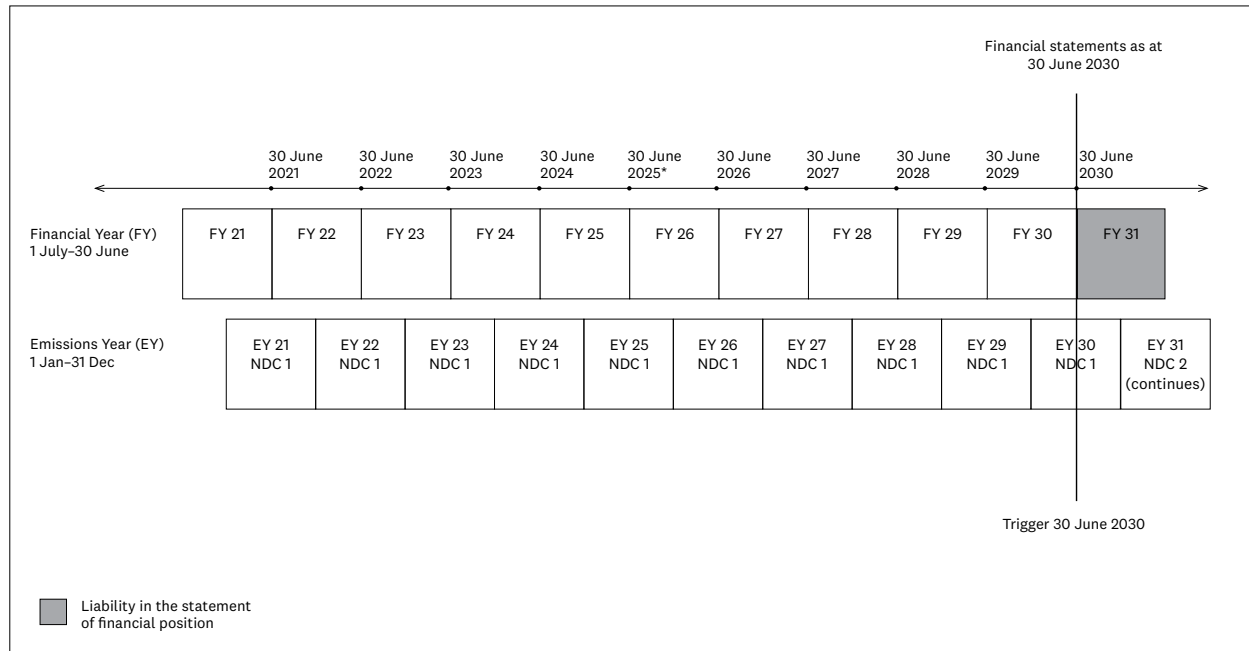 Financial statements as at
30 June 2030
30 June
2021
30 June
2022
30 June
2023
30 June
2024
30 June
2025*
30 June
2026
30 June
2027
30 June
2028
30 June
2029
30 June
2030
Financial Year (FY)
1 July–30 June
FY 21
FY 22
FY 23
FY 24
FY 25
FY 26
FY 27
FY 28
FY 29
FY 30
FY 31
Emissions Year (EY)
1 Jan–31 Dec
EY 21
NDC 1
EY 22
NDC 1
EY 23
NDC 1
EY 24
NDC 1
EY 25
NDC 1
EY 26
NDC 1
EY 27
NDC 1
EY 28
NDC 1
EY 29
NDC 1
EY 30
NDC 1
EY 31
NDC 2
(continues)
Trigger 30 June 2030
Liability in the statement
of financial position